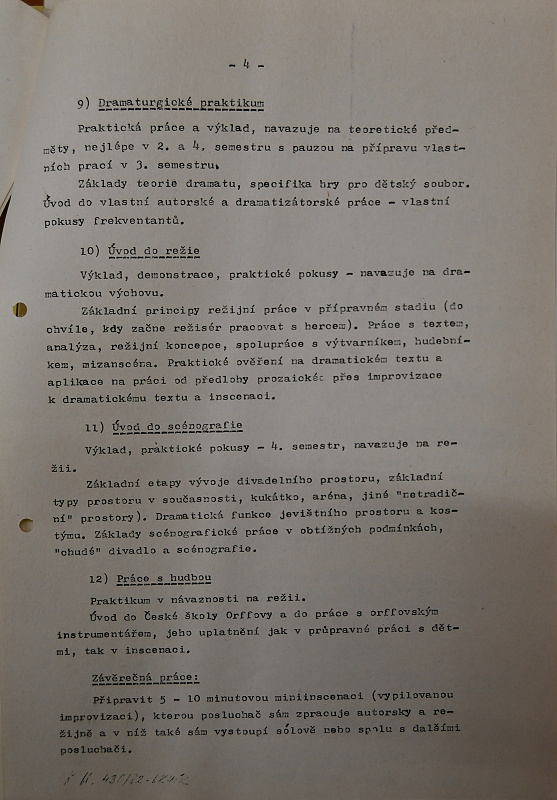 - 4 -
9) Dramaturgické praktikum
Praktická práce a výklad, navazuje na teoretické před-
měty, nejlépe v 2. a 4. semestru s pauzou na přípravu vlast-
ních prací v 3. semestru.
Základy teorie dramatu, specifika hry pro dětský soubor.
Úvod do vlastní autorské a dramatizátorské práce - vlastní
pokusy frekventantů.
10) Úvod do režie
Výklad, demonstrace, praktické pokusy - navazuje na dra-
matickou výchovu.
Základní principy režijní práce v přípravném stadiu (do
chvíle, kdy začne režisér pracovat s hercem). Práce s textem,
analýza, režijní koncepce, spolupráce s výtvarníkem, hudební-
kem, mizanscéna. Praktické ověření na dramatickém textu a
aplikace na práci od předlohy prozaické přes improvizace
k dramatickému textu a inscenaci.
11) Úvod do scénografie
Výklad, praktické pokusy - 4. semestr, navazuje na re-
žii.
Základní etapy vývoje divadelního prostoru, základní
typy prostoru v současnosti, kukátko, aréna, jiné "netradič-
ní" prostory). Dramatická funkce jevištního prostoru a kos-
týmu. Základy scénografické práce v obtížných podmínkách,
"chudé" divadlo a scénografie.
12) Práce s hudbou
Praktikum v návaznosti na režii.
Úvod do České školy Orffovy a do práce s orffovským
instrumentářem, jeho uplatnění jak v průpravné práci s dět-
mi, tak v inscenaci.
Závěrečná práce:
Připravit 5 - 10 minutovou miniinscenaci (vypilovanou
improvizaci), kterou posluchač sám zpracuje autorsky a re-
žijně a v níž také sám vystoupí sólově nebo spolu s dalšími
posluchači.